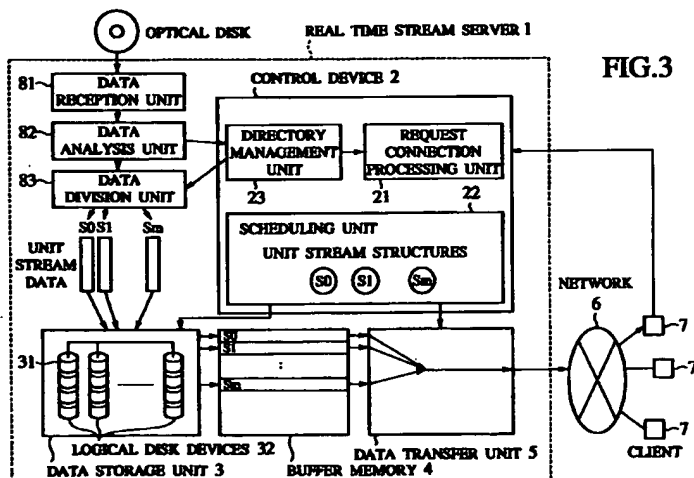 OPTICAL DISK
REAL TIME STREAM SERVER 1
FIG.3
81
DATA
RECEPTION UNIT
CONTROL DEVICE 2
82
DATA
ANALYSIS UNIT
DIRECTORY
MANAGEMENT
UNIT
REQUEST
CONNECTION
PROCESSING UNIT
83
DATA
DIVISION UNIT
23
21
22
S0 S1 Sm
SCHEDULING UNIT
UNIT STREAM STRUCTURES
UNIT
STREAM
DATA
S0 S1 Sm
NETWORK
6
7
31
S0
S1
:
Sm
7
7
LOGICAL DISK DEVICES 32
DATA STORAGE UNIT 3
BUFFER MEMORY 4
DATA TRANSFER UNIT 5
CLIENT